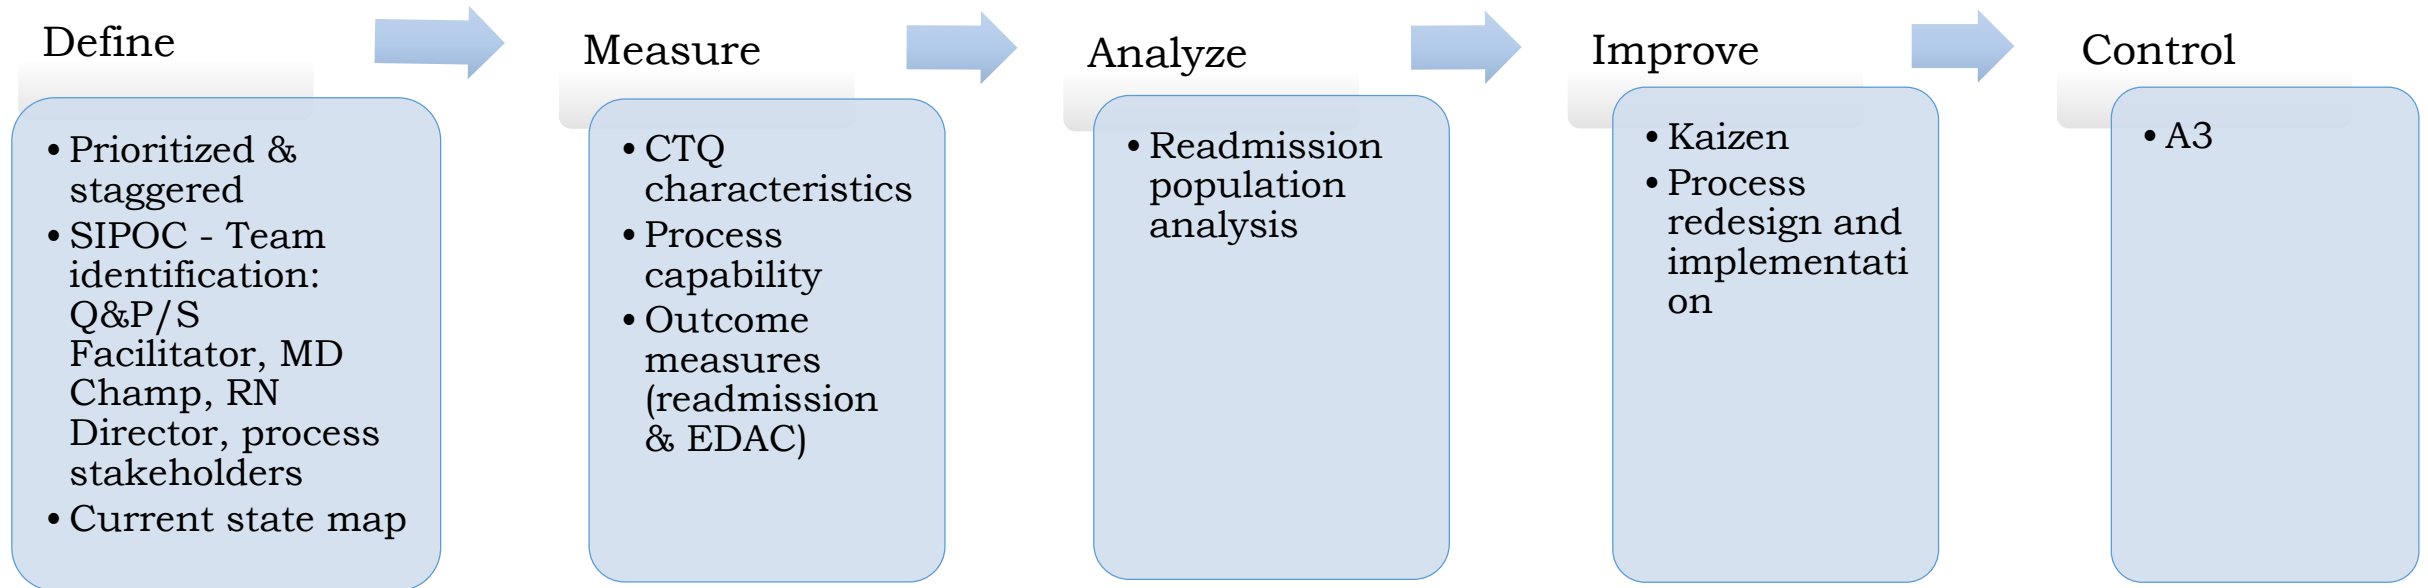 Define
• Prioritized &
staggered
• SIPOC - Team
identification:
Q&P/S
Facilitator, MD
Champ, RN
Director, process
stakeholders
• Current state map
Measure
• CTQ
characteristics
• Process
capability
• Outcome
measures
(readmission
& EDAC)
Analyze
• Readmission
population
analysis
Improve
• Kaizen
• Process
redesign and
implementati
on
Control
• A3